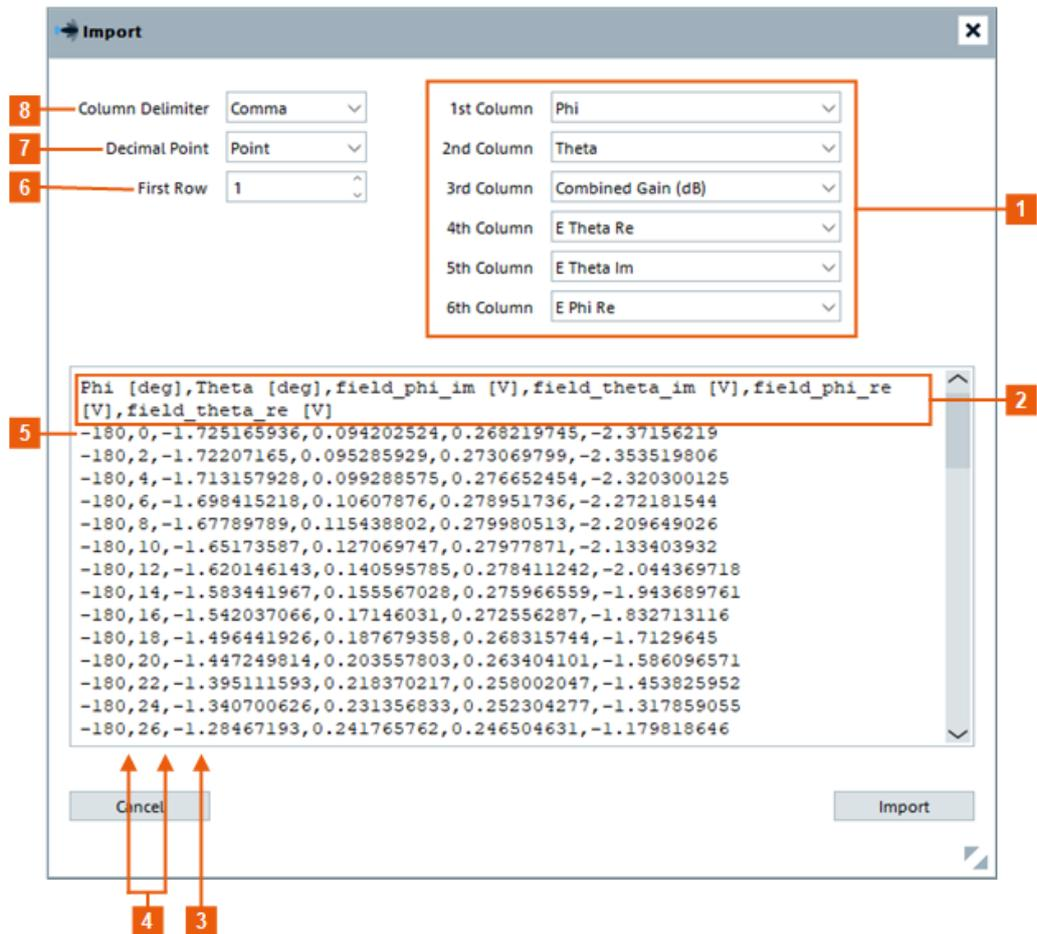 Import
8 Column Delimiter Comma
7 Decimal Point Point
6 First Row 1
1st Column Phi
2nd Column Theta
3rd Column Combined Gain (dB)
4th Column E Theta Re
5th Column E Theta Im
6th Column E Phi Re
1
Phi [deg],Theta [deg],field_phi_im [V],field_theta_im [V],field_phi_re
[V],field_theta_re [V]
2
5
-180,0,-1.725165936,0.094202524,0.268219745,-2.37156219
-180,2,-1.72207165,0.095285929,0.273069799,-2.353519806
-180,4,-1.713157928,0.099288575,0.276652454,-2.320300125
-180,6,-1.698415218,0.10607876,0.278951736,-2.272181544
-180,8,-1.67789789,0.115438802,0.279980513,-2.209649026
-180,10,-1.65173587,0.127069747,0.27977871,-2.133403932
-180,12,-1.620146143,0.140595785,0.278411242,-2.044369718
-180,14,-1.583441967,0.155567028,0.275966559,-1.943689761
-180,16,-1.542037066,0.17146031,0.272556287,-1.832713116
-180,18,-1.496441926,0.187679358,0.268315744,-1.7129645
-180,20,-1.447249814,0.203557803,0.263404101,-1.586096571
-180,22,-1.395111593,0.218370217,0.258002047,-1.453825952
-180,24,-1.340700626,0.231356833,0.252304277,-1.317859055
-180,26,-1.28467193,0.241765762,0.246504631,-1.179818646
Cancel Import
4 3